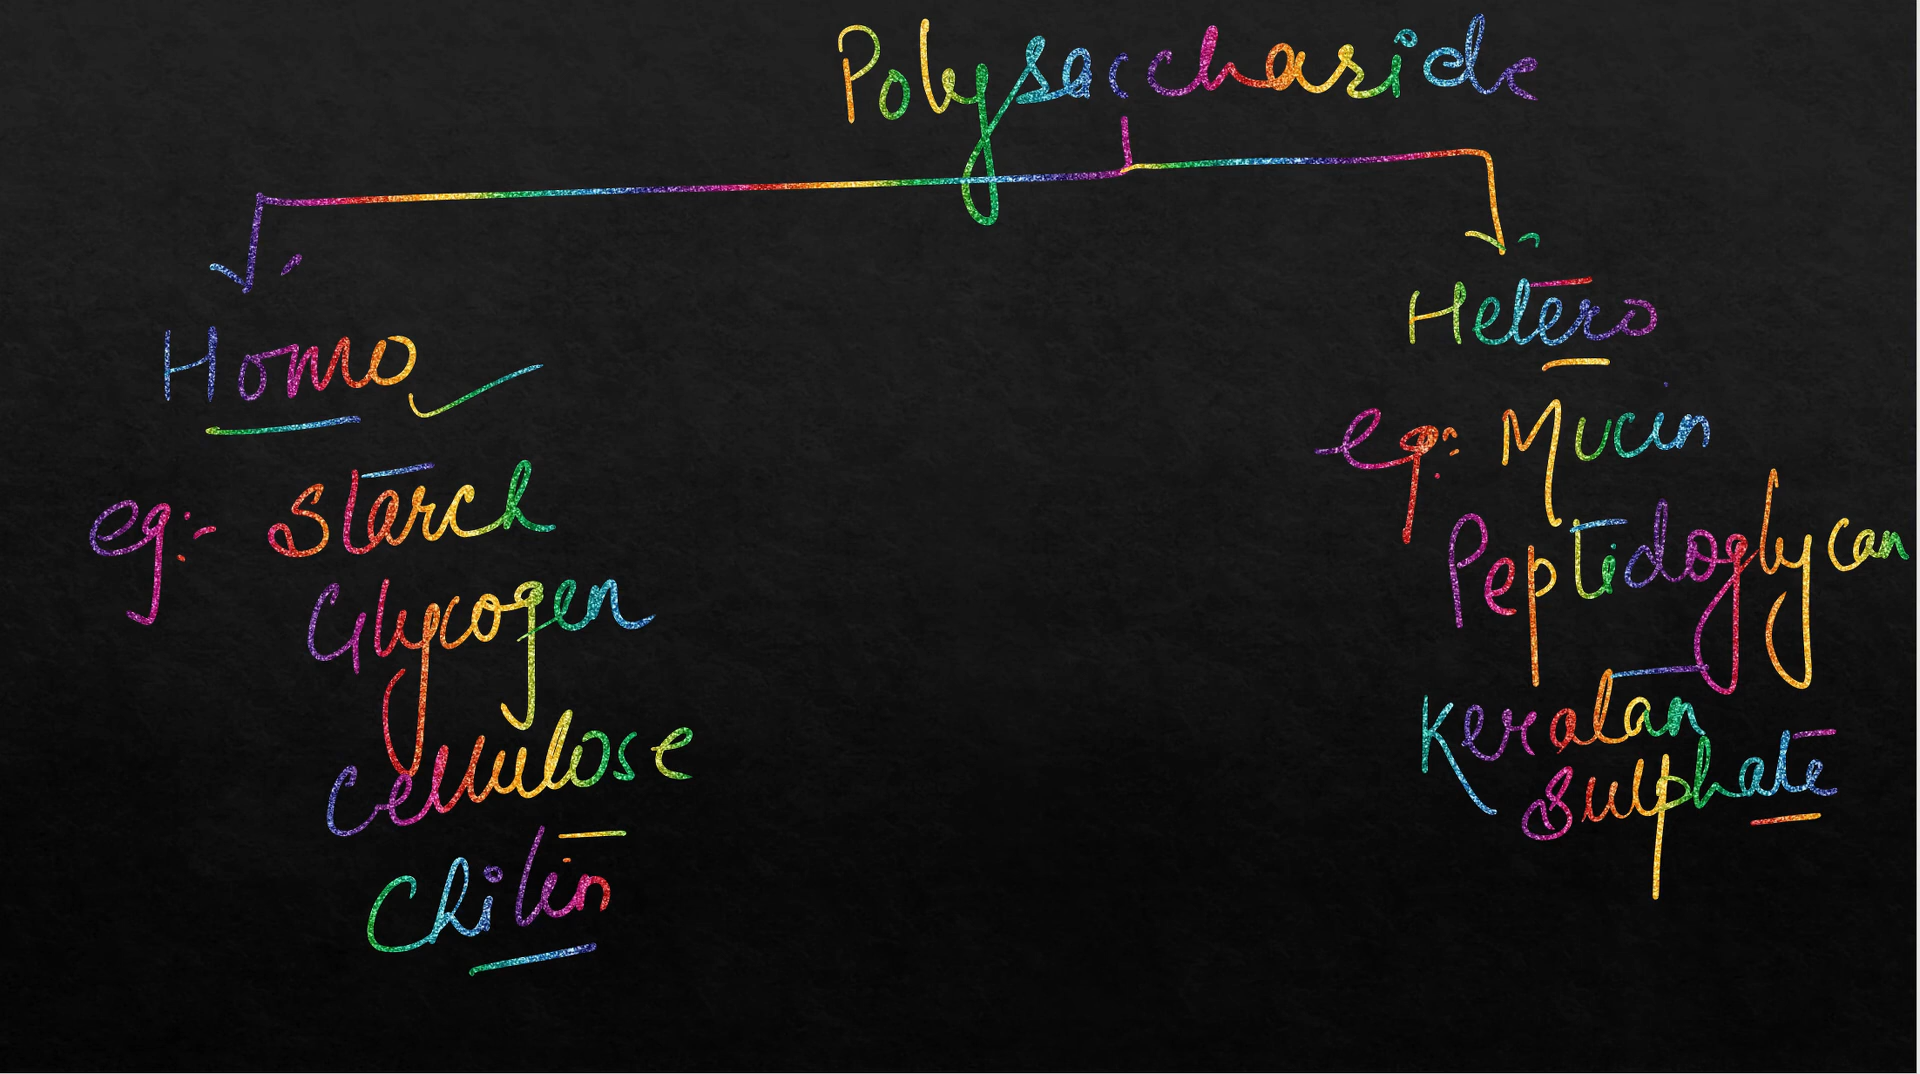 Polysaccharide
Homo
eg:- Starch
Glycogen
Cellulose
Chitin
Hetero
eg:- Mucin
Peptidoglycan
Keratan
Sulphate